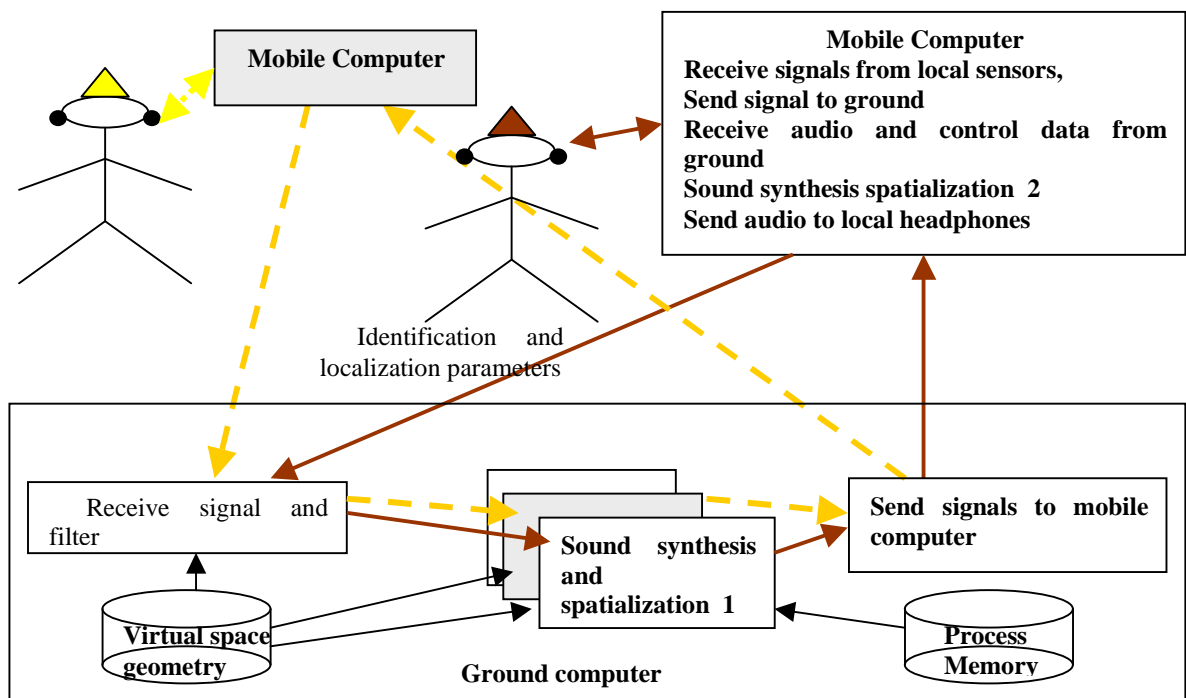 Mobile Computer
Mobile Computer
Receive signals from local sensors,
Send signal to ground
Receive audio and control data from
ground
Sound synthesis spatialization 2
Send audio to local headphones
Identification and
localization parameters
Receive signal and
filter
Sound synthesis
and
spatialization 1
Send signals to mobile
computer
Virtual space
geometry
Process
Memory
Ground computer